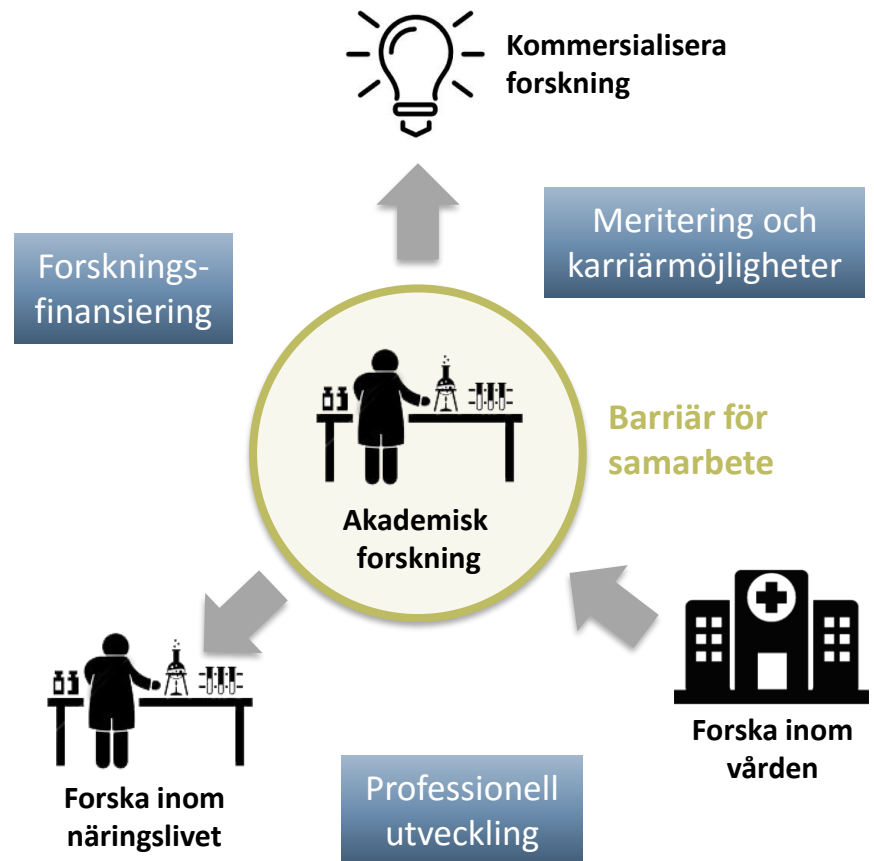 Kommersialisera
forskning
Meritering och
karriärmöjligheter
Forsknings-
finansiering
Barriär för
samarbete
Akademisk
forskning
Forska inom
vården
Forska inom
näringslivet
Professionell
utveckling